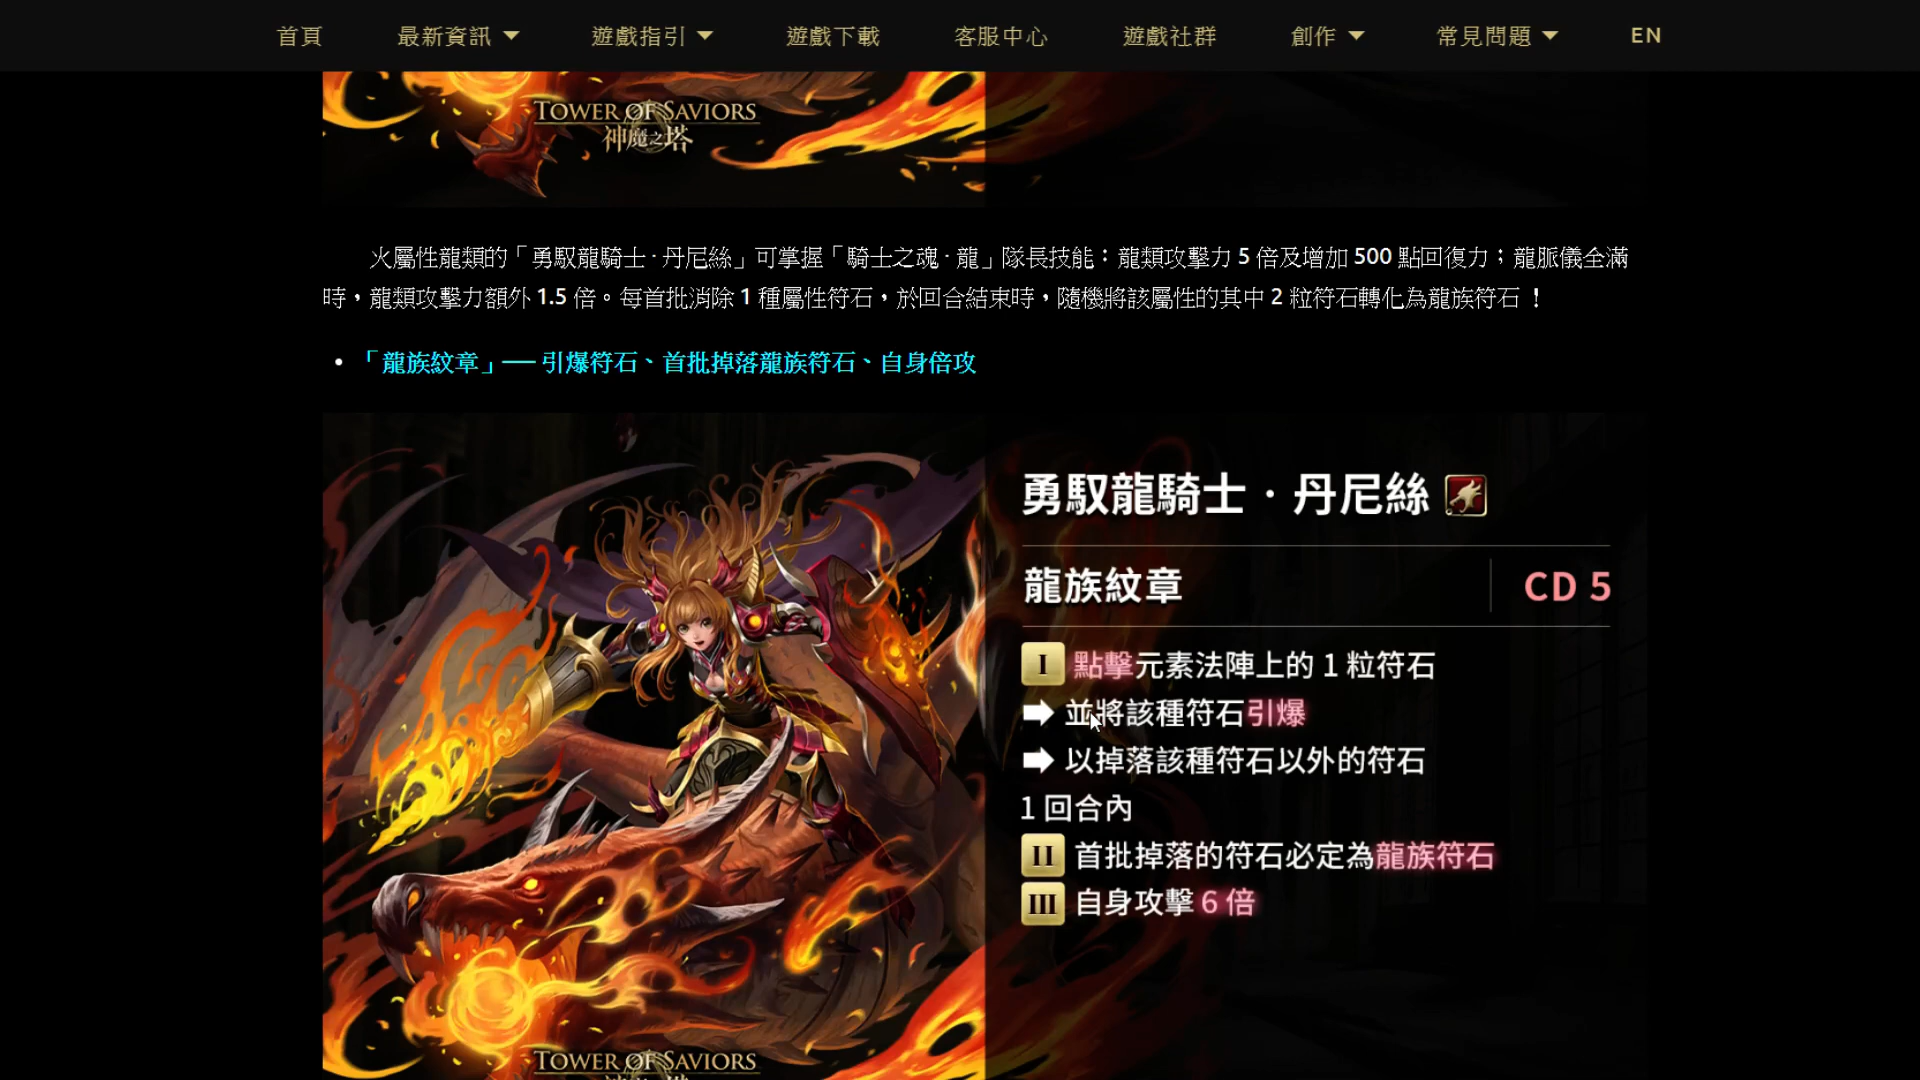 首頁
最新資訊
遊戲指引
遊戲下載
客服中心
遊戲社群
創作
常見問題
EN
TOWER OF SAVIORS
神魔之塔
火屬性龍類的「勇馭龍騎士 ‧ 丹尼絲」可掌握「騎士之魂 ‧ 龍」隊長技能：龍類攻擊力 5 倍及增加 500 點回復力；龍脈儀全滿
時，龍類攻擊力額外 1.5 倍。每首批消除 1 種屬性符石，於回合結束時，隨機將該屬性的其中 2 粒符石轉化為龍族符石 ！
• 「龍族紋章」── 引爆符石、首批掉落龍族符石、自身倍攻
勇馭龍騎士 ‧ 丹尼絲
龍族紋章
CD 5
I 點擊元素法陣上的 1 粒符石
➡ 並將該種符石引爆
➡ 以掉落該種符石以外的符石
1 回合內
II 首批掉落的符石必定為龍族符石
III 自身攻擊 6 倍
TOWER OF SAVIORS